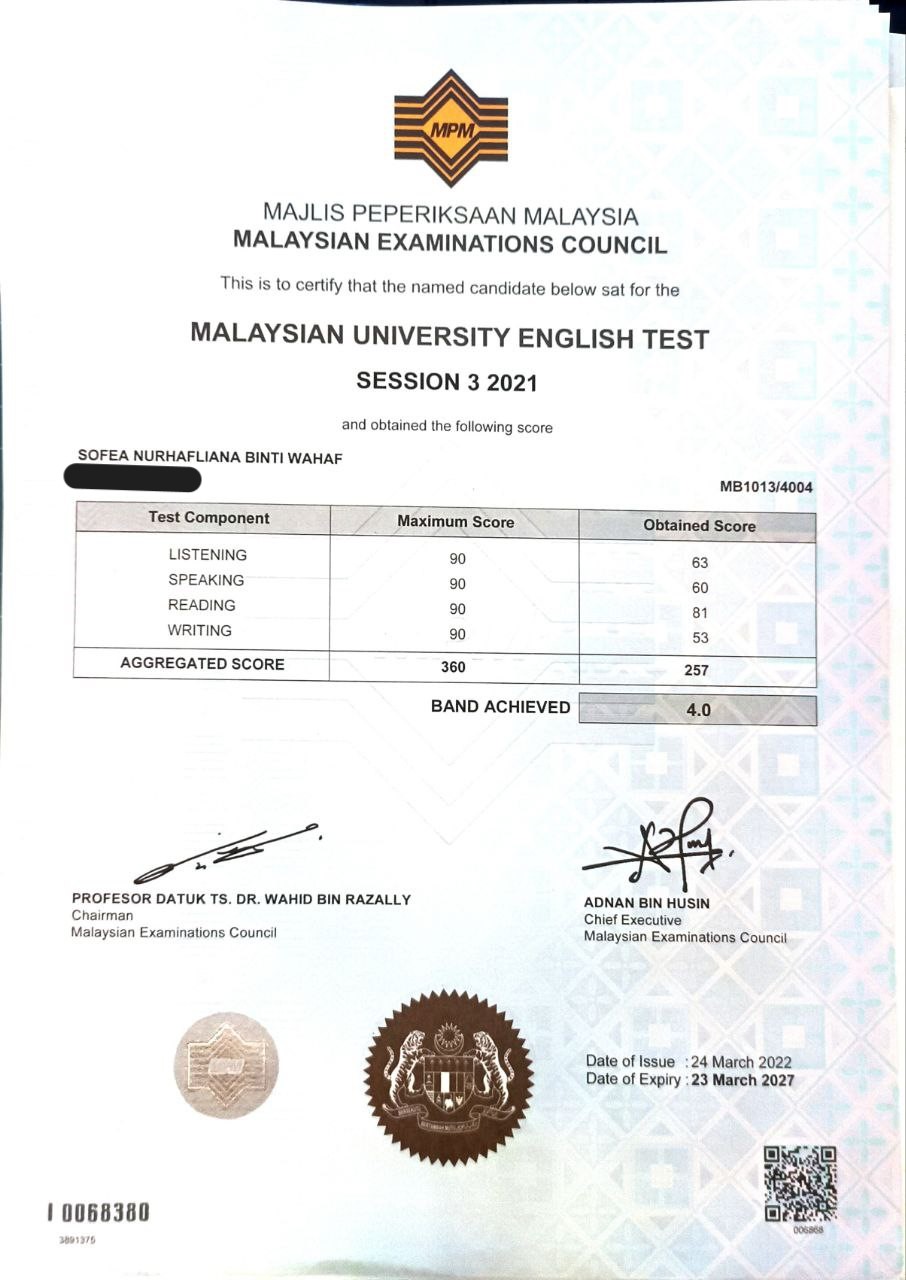 MPM
MAJLIS PEPERIKSAAN MALAYSIA
MALAYSIAN EXAMINATIONS COUNCIL
This is to certify that the named candidate below sat for the
MALAYSIAN UNIVERSITY ENGLISH TEST
SESSION 3 2021
and obtained the following score
SOFEA NURHAFLIANA BINTI WAHAF
MB1013/4004
Test Component Maximum Score Obtained Score
LISTENING 90 63
SPEAKING 90 60
READING 90 81
WRITING 90 53
AGGREGATED SCORE 360 257
BAND ACHIEVED 4.0
PROFESOR DATUK TS. DR. WAHID BIN RAZALLY
Chairman
Malaysian Examinations Council
ADNAN BIN HUSIN
Chief Executive
Malaysian Examinations Council
Date of Issue : 24 March 2022
Date of Expiry : 23 March 2027
I 0068380
3891375
006868